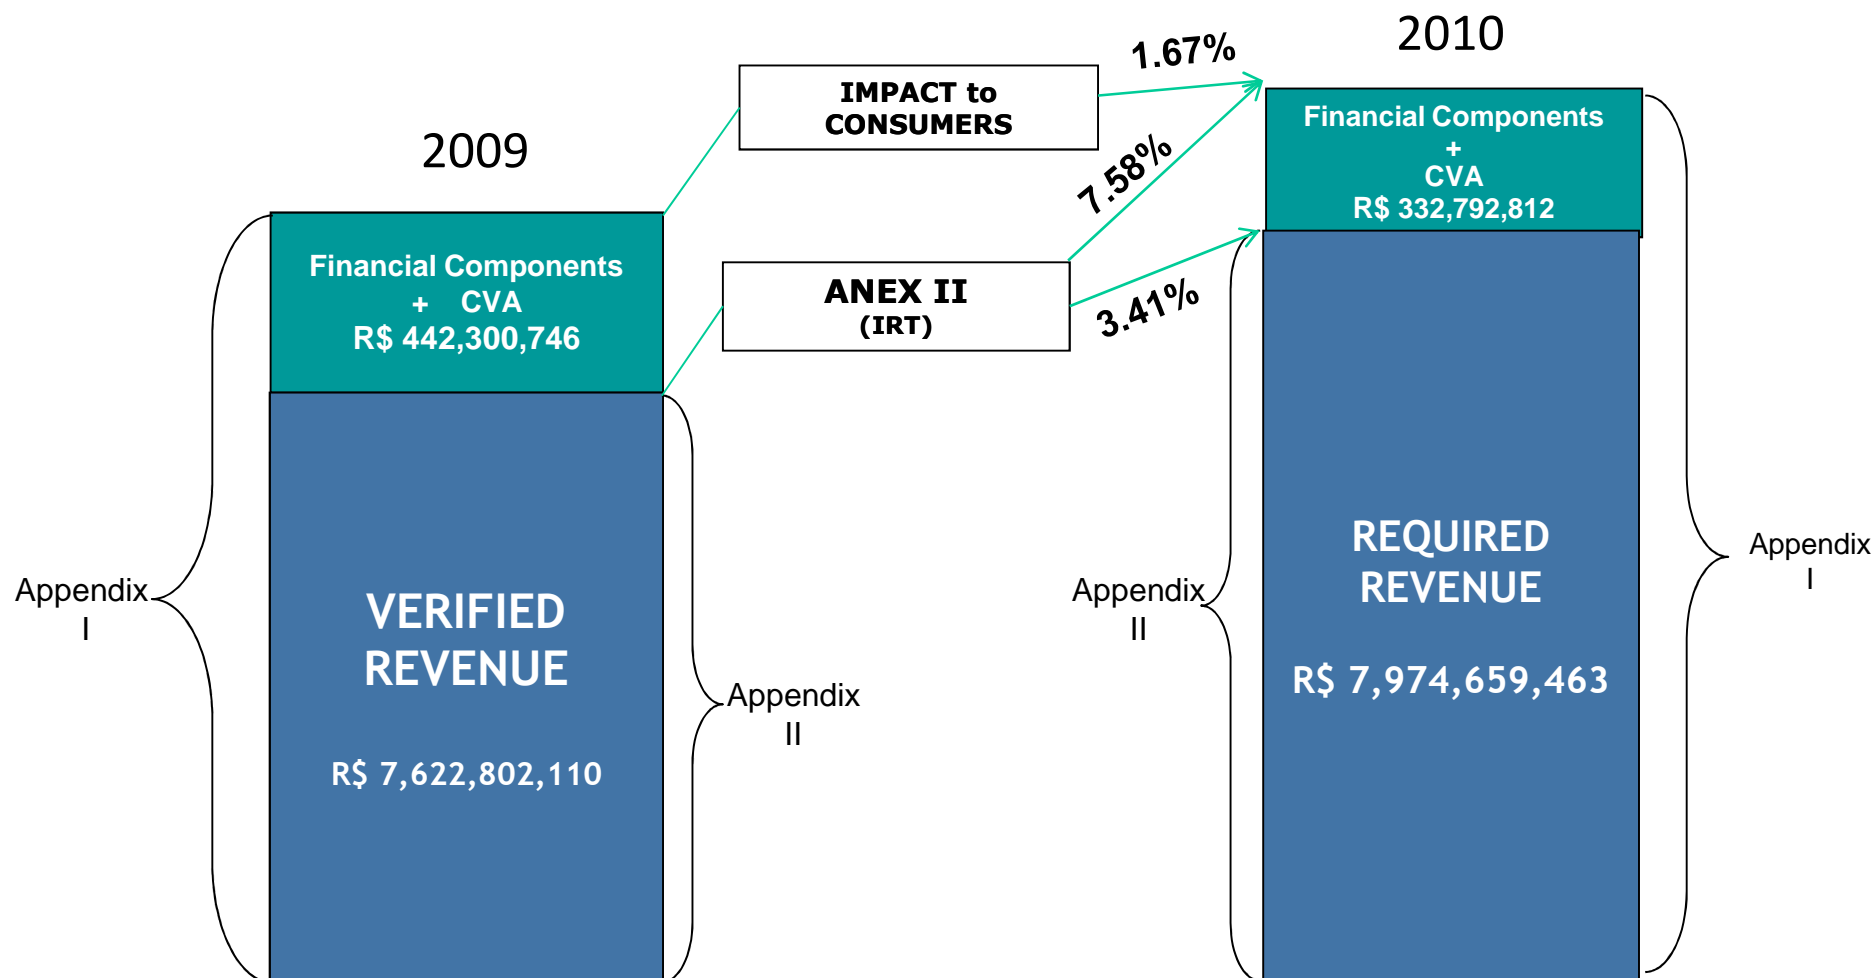 2009
Financial Components
+ CVA
R$ 442,300,746
VERIFIED
REVENUE
R$ 7,622,802,110
Appendix
I
Appendix
II
IMPACT to
CONSUMERS
1.67%
ANEX II
(IRT)
7.58%
3.41%
2010
Financial Components
+
CVA
R$ 332,792,812
REQUIRED
REVENUE
R$ 7,974,659,463
Appendix
II
Appendix
I